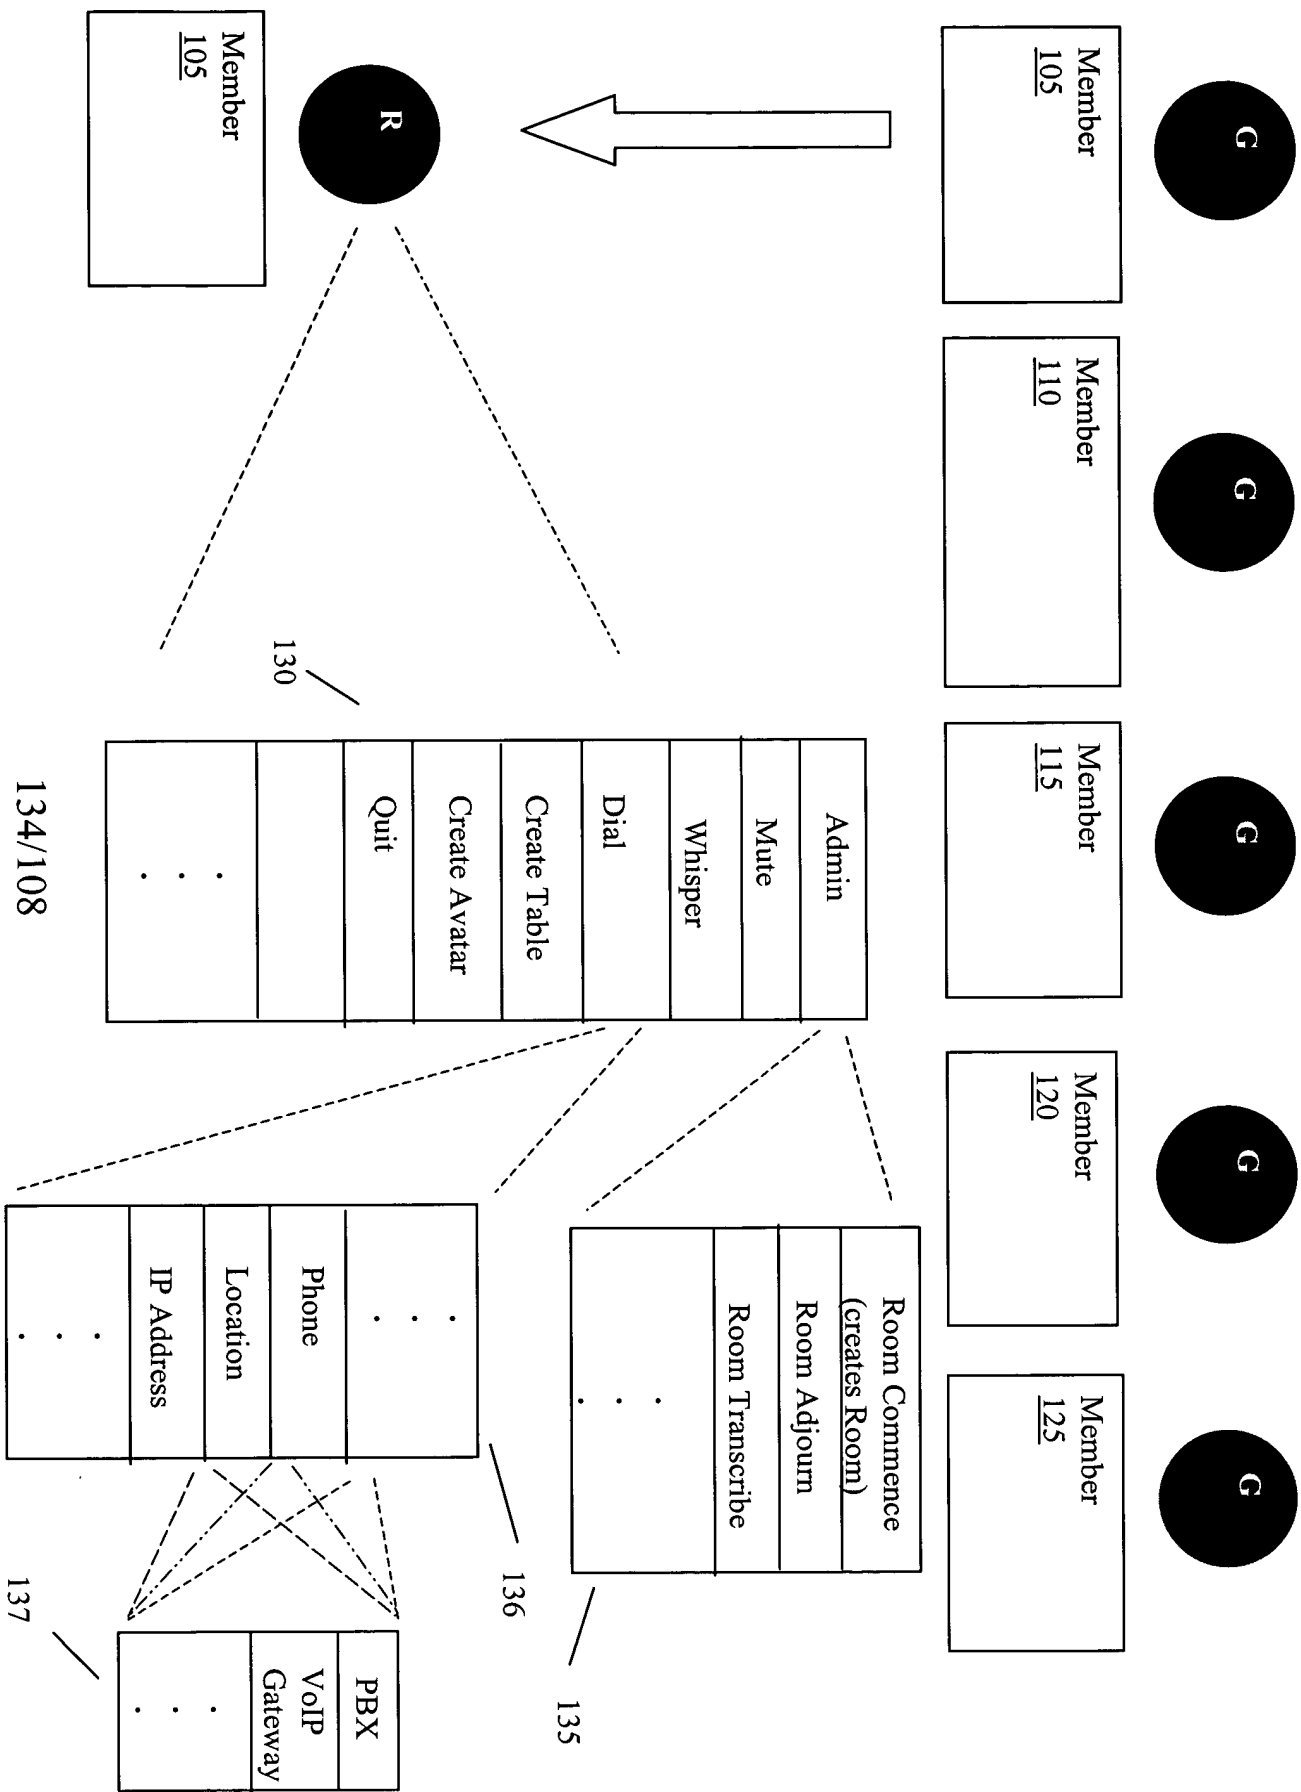 G
G
G
G
G
Member
105
Member
110
Member
115
Member
120
Member
125
R
Member
105
130
Admin
Mute
Whisper
Dial
Create Table
Create Avatar
Quit
. . .
Room Commence
(creates Room)
Room Adjourn
Room Transcribe
. . .
135
. . .
Phone
Location
IP Address
. . .
136
PBX
VoIP
Gateway
. . .
137
134/108